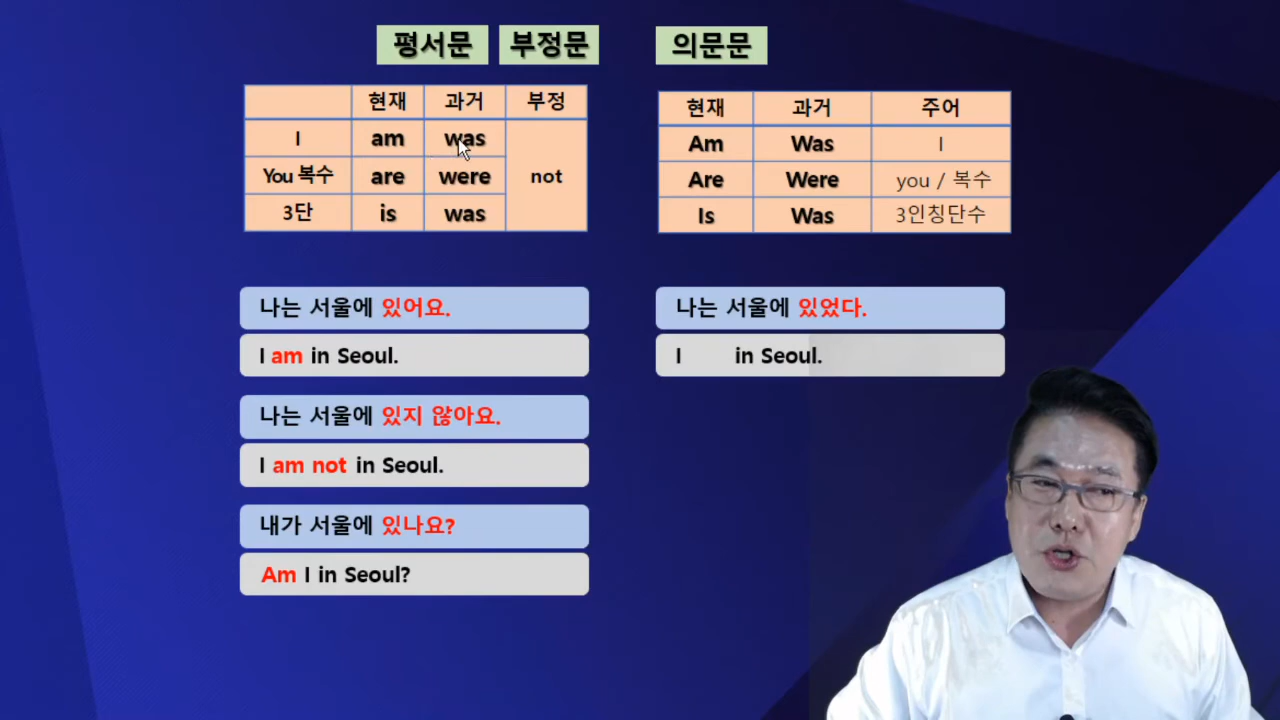 평서문 부정문 의문문
현재 과거 부정
I am was
You 복수 are were not
3단 is was
현재 과거 주어
Am Was I
Are Were you / 복수
Is Was 3인칭단수
나는 서울에 있어요.
I am in Seoul.
나는 서울에 있지 않아요.
I am not in Seoul.
내가 서울에 있나요?
Am I in Seoul?
나는 서울에 있었다.
I in Seoul.